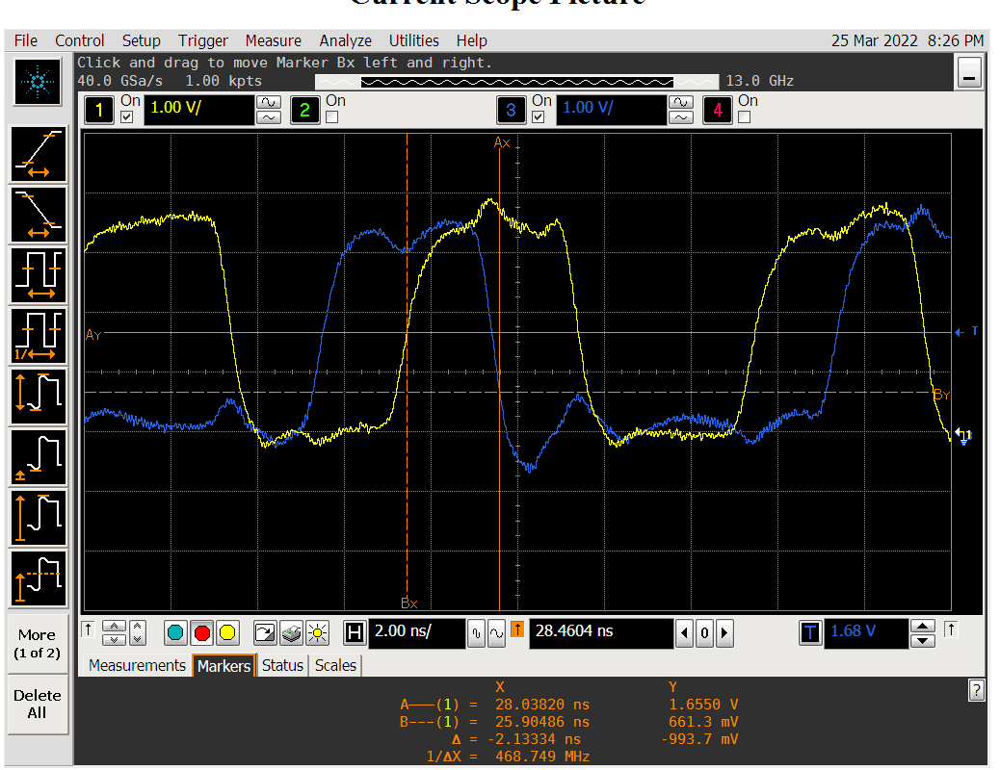 Current Scope Picture
File Control Setup Trigger Measure Analyze Utilities Help 25 Mar 2022 8:26 PM
Click and drag to move Marker Bx left and right.
40.0 GSa/s 1.00 kpts 13.0 GHz
1 On 1.00 V/ 2 On 3 On 1.00 V/ 4 On
Ax
Ay
T
By
1/
Bx
More
(1 of 2)
H 2.00 ns/ 28.4604 ns 0 T 1.68 V
Measurements Markers Status Scales
Delete
All
?
X Y
A———(1) = 28.03820 ns 1.6550 V
B---(1) = 25.90486 ns 661.3 mV
Δ = -2.13334 ns -993.7 mV
1/ΔX = 468.749 MHz